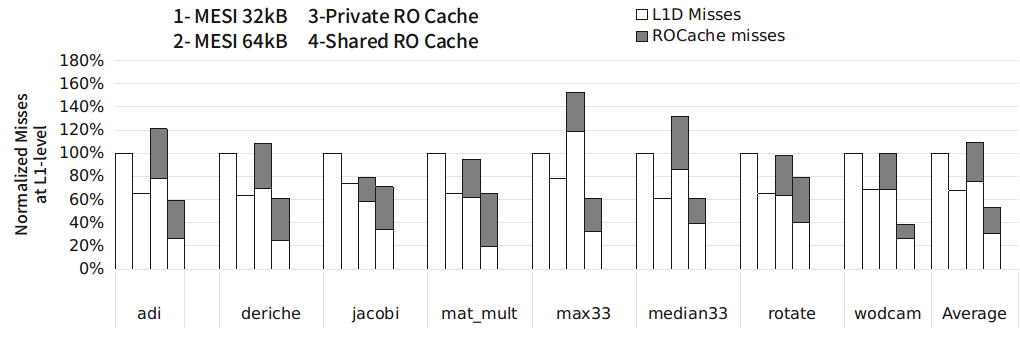 1- MESI 32kB 3-Private RO Cache
2- MESI 64kB 4-Shared RO Cache
L1D Misses
ROCache misses
Normalized Misses
at L1-level
180%
160%
140%
120%
100%
80%
60%
40%
20%
0%
adi deriche jacobi mat_mult max33 median33 rotate wodcam Average